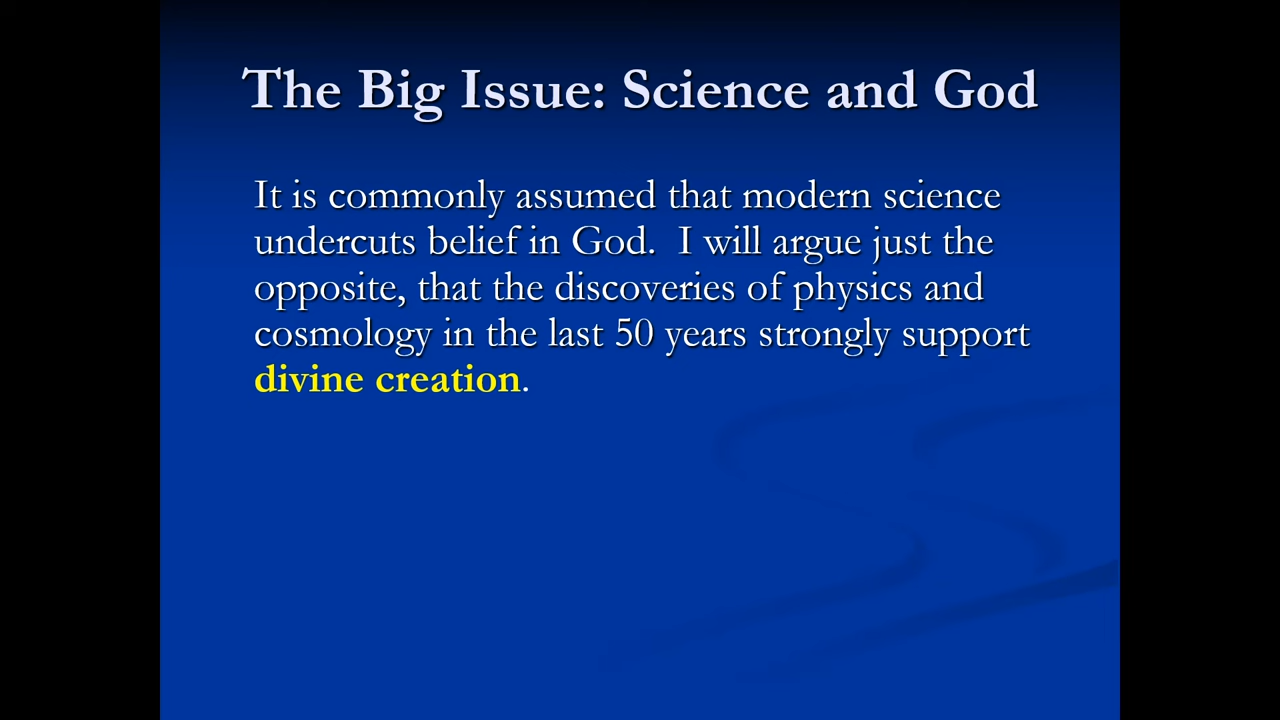 The Big Issue: Science and God
It is commonly assumed that modern science
undercuts belief in God.  I will argue just the
opposite, that the discoveries of physics and
cosmology in the last 50 years strongly support
divine creation.